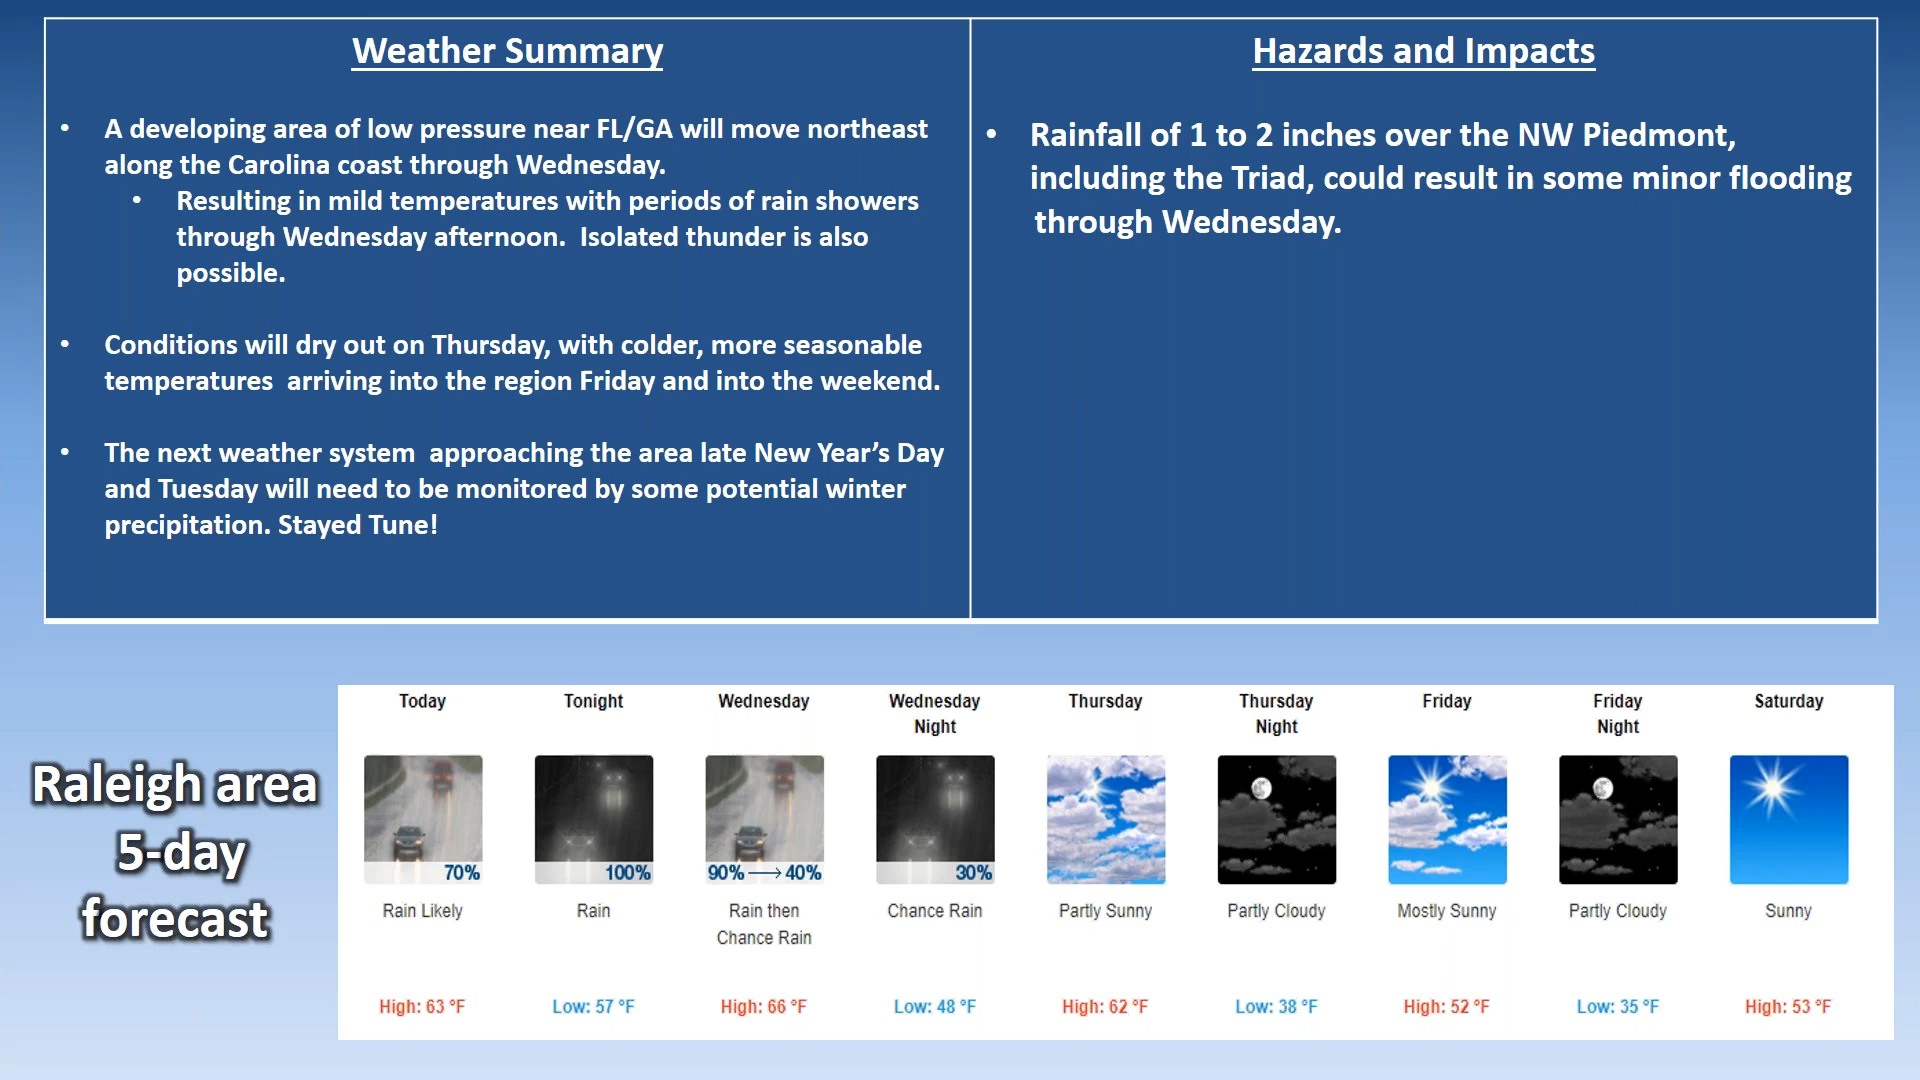 Weather Summary
• A developing area of low pressure near FL/GA will move northeast
along the Carolina coast through Wednesday.
• Resulting in mild temperatures with periods of rain showers
through Wednesday afternoon.  Isolated thunder is also
possible.
• Conditions will dry out on Thursday, with colder, more seasonable
temperatures  arriving into the region Friday and into the weekend.
• The next weather system  approaching the area late New Year’s Day
and Tuesday will need to be monitored by some potential winter
precipitation. Stayed Tune!
Hazards and Impacts
• Rainfall of 1 to 2 inches over the NW Piedmont,
including the Triad, could result in some minor flooding
through Wednesday.
Raleigh area
5-day
forecast
Today
70%
Rain Likely
High: 63 °F
Tonight
100%
Rain
Low: 57 °F
Wednesday
90% → 40%
Rain then
Chance Rain
High: 66 °F
Wednesday
Night
30%
Chance Rain
Low: 48 °F
Thursday
Partly Sunny
High: 62 °F
Thursday
Night
Partly Cloudy
Low: 38 °F
Friday
Mostly Sunny
High: 52 °F
Friday
Night
Partly Cloudy
Low: 35 °F
Saturday
Sunny
High: 53 °F